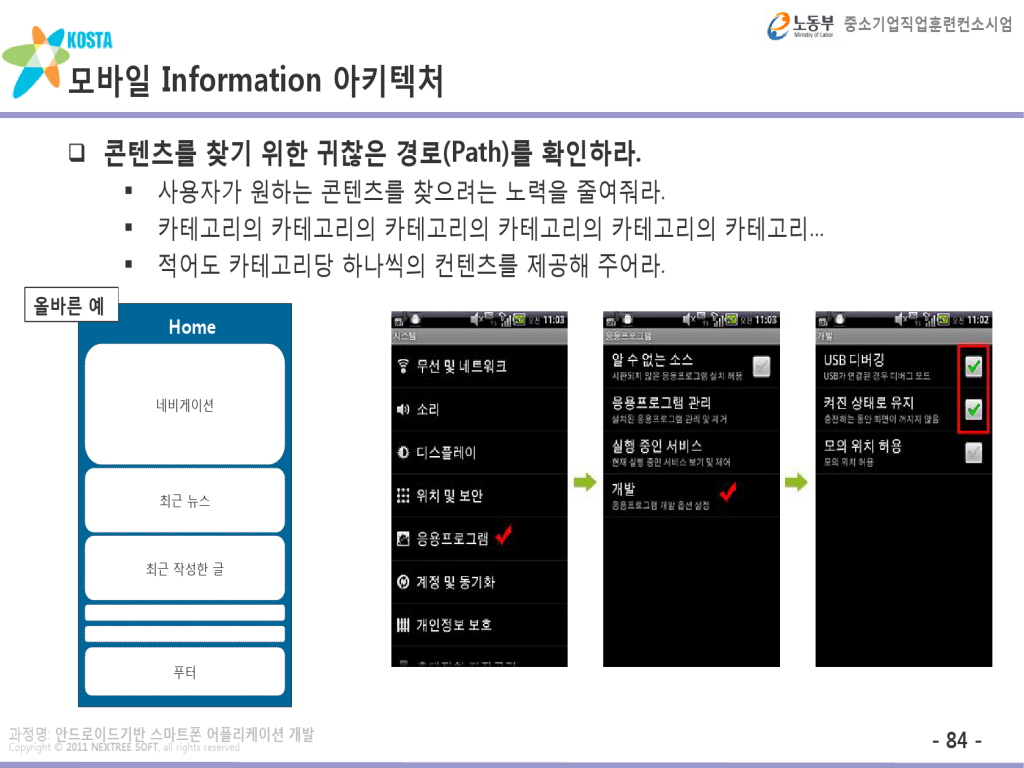 노동부
Ministry of Labor
중소기업직업훈련컨소시엄
KOSTA
모바일 Information 아키텍처
❑ 콘텐츠를 찾기 위한 귀찮은 경로(Path)를 확인하라.
▪ 사용자가 원하는 콘텐츠를 찾으려는 노력을 줄여줘라.
▪ 카테고리의 카테고리의 카테고리의 카테고리의 카테고리의 카테고리...
▪ 적어도 카테고리당 하나씩의 컨텐츠를 제공해 주어라.
올바른 예
Home
네비게이션
최근 뉴스
최근 작성한 글
푸터
오전 11:03
시스템
무선 및 네트워크
소리
디스플레이
위치 및 보안
응용프로그램
계정 및 동기화
개인정보 보호
오전 11:03
응용프로그램
알 수 없는 소스
시판되지 않은 응용프로그램 설치 허용
응용프로그램 관리
설치된 응용프로그램 관리 및 제거
실행 중인 서비스
현재 실행 중인 서비스 보기 및 제어
개발
응용프로그램 개발 옵션 설정
오전 11:02
개발
USB 디버깅
USB가 연결된 경우 디버그 모드
켜진 상태로 유지
충전하는 동안 화면이 꺼지지 않음
모의 위치 허용
모의 위치 허용
과정명: 안드로이드기반 스마트폰 어플리케이션 개발
Copyright © 2011 NEXTREE SOFT, all rights reserved
- 84 -